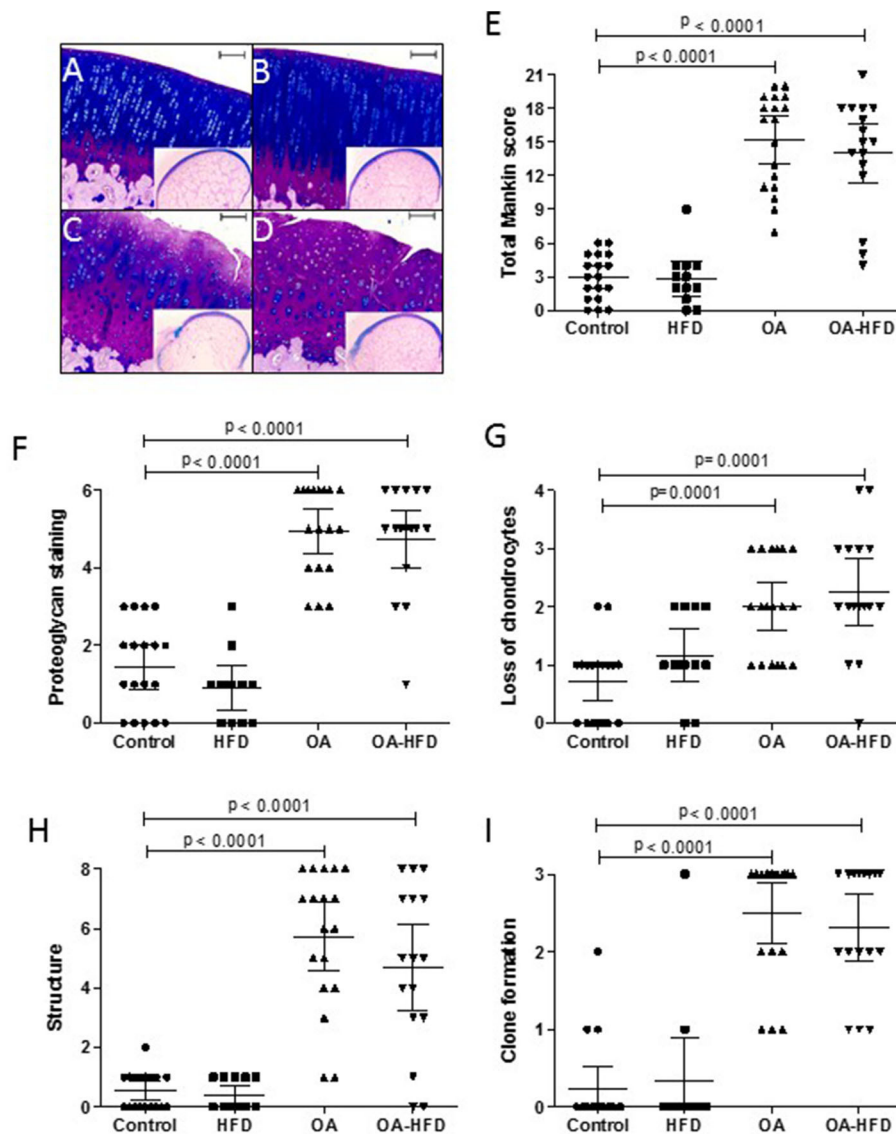 A
B
C
D
E
p < 0.0001
p < 0.0001
Total Mankin score
21
18
15
12
9
6
3
0
Control HFD OA OA-HFD
F
p < 0.0001
p < 0.0001
Proteoglycan staining
6
4
2
0
Control HFD OA OA-HFD
G
p= 0.0001
p=0.0001
Loss of chondrocytes
4
3
2
1
0
Control HFD OA OA-HFD
H
p < 0.0001
p < 0.0001
Structure
8
6
4
2
0
Control HFD OA OA-HFD
I
p < 0.0001
p < 0.0001
Clone formation
3
2
1
0
Control HFD OA OA-HFD